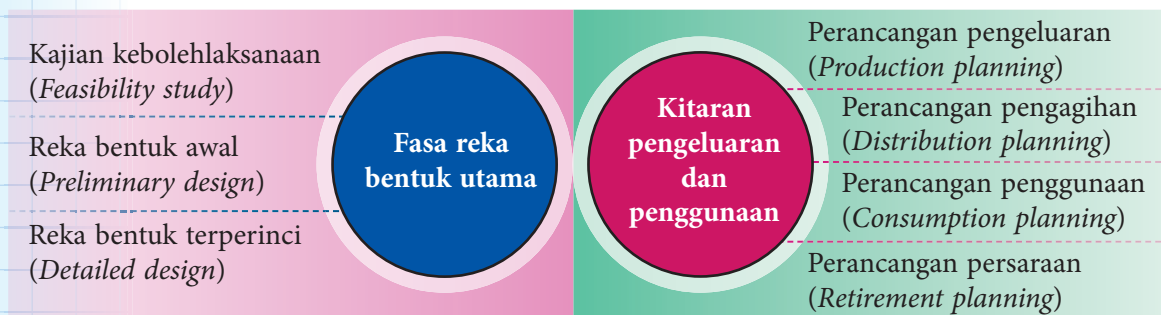 Kajian kebolehlaksanaan
(Feasibility study)
Reka bentuk awal
(Preliminary design)
Reka bentuk terperinci
(Detailed design)
Fasa reka
bentuk utama
Kitaran
pengeluaran
dan
penggunaan
Perancangan pengeluaran
(Production planning)
Perancangan pengagihan
(Distribution planning)
Perancangan penggunaan
(Consumption planning)
Perancangan persaraan
(Retirement planning)